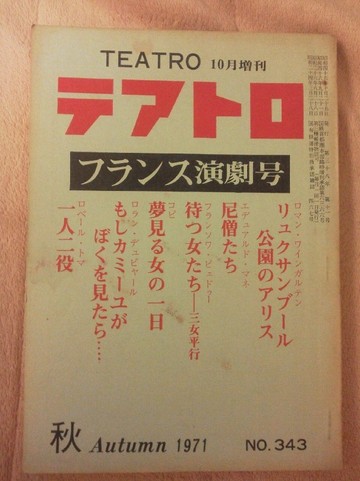 TEATRO 10月増刊
テアトロ
フランス演劇号
ロマン・ワインガルテン
リュクサンブール
公園のアリス
エデュアルド・マネ
尼僧たち
フランソワ・ビエドゥー
待つ女たち——三女平行
コピ
夢見る女の一日
ロラン・デュビヤール
もしカミーユが
ぼくを見たら……
ロベール・トマ
一人二役
秋 Autumn 1971 NO.343